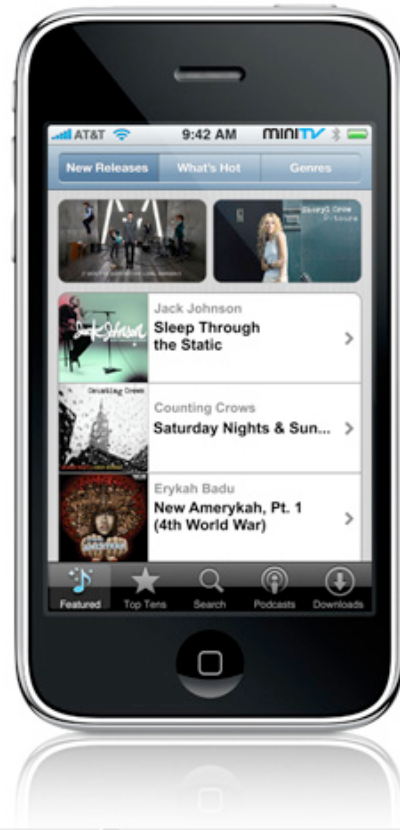 AT&T 9:42 AM MINITV
New Releases What's Hot Genres
Sheryl Crow
Jack Johnson
Sleep Through
the Static
Jack Johnson
Counting Crows
Counting Crows
Saturday Nights & Sun...
Erykah Badu
New Amerykah, Pt. 1
(4th World War)
Featured Top Tens Search Podcasts Downloads